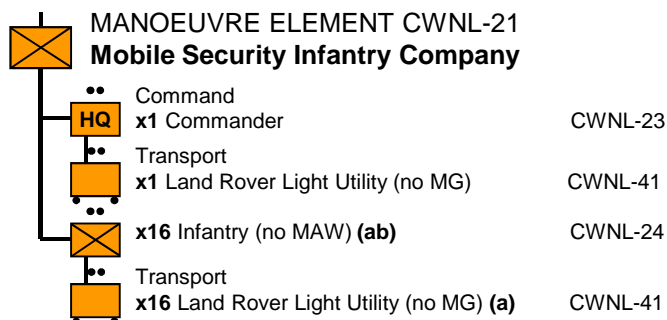 MANOEUVRE ELEMENT CWNL-21
Mobile Security Infantry Company
Command
HQ x1 Commander CWNL-23
Transport
x1 Land Rover Light Utility (no MG) CWNL-41
x16 Infantry (no MAW) (ab) CWNL-24
Transport
x16 Land Rover Light Utility (no MG) (a) CWNL-41